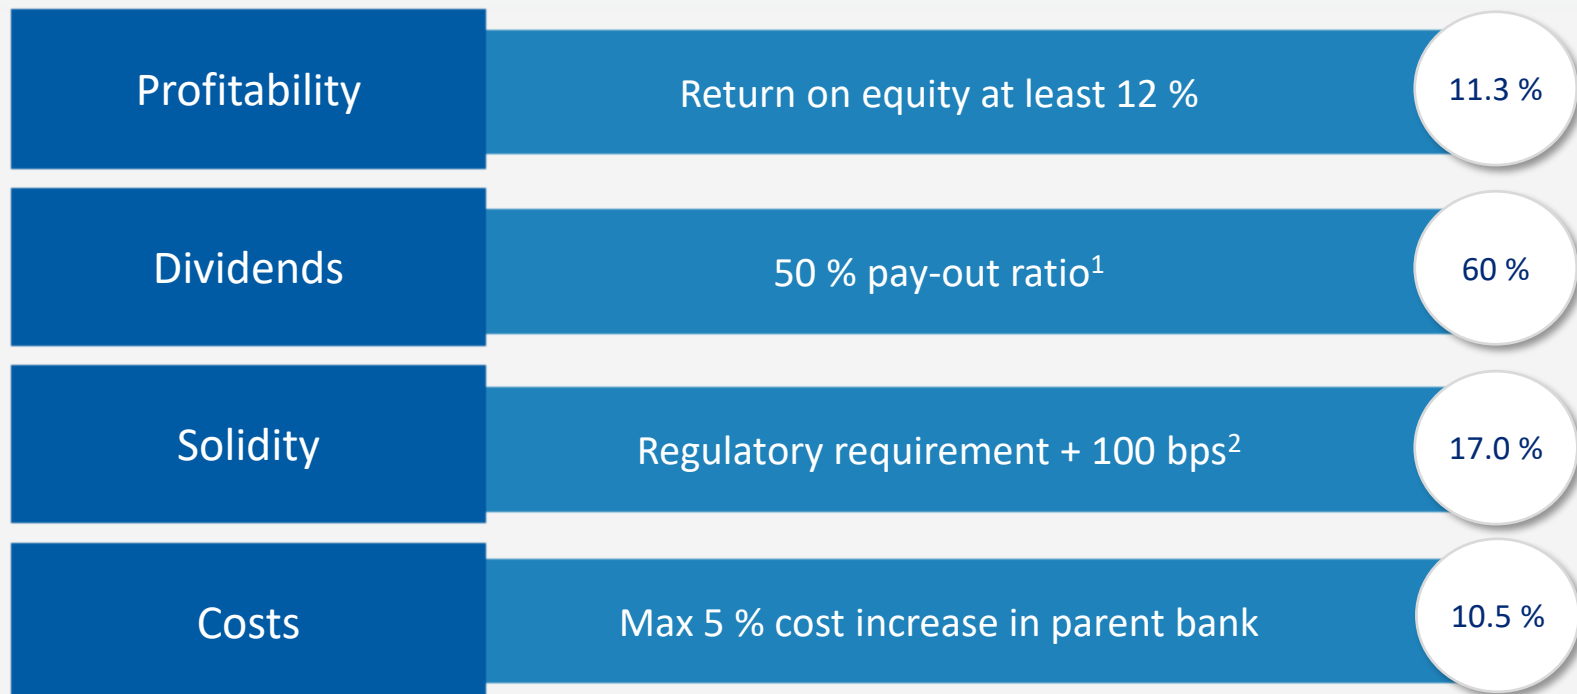 Profitability
Return on equity at least 12 %
11.3 %
Dividends
50 % pay-out ratio¹
60 %
Solidity
Regulatory requirement + 100 bps²
17.0 %
Costs
Max 5 % cost increase in parent bank
10.5 %